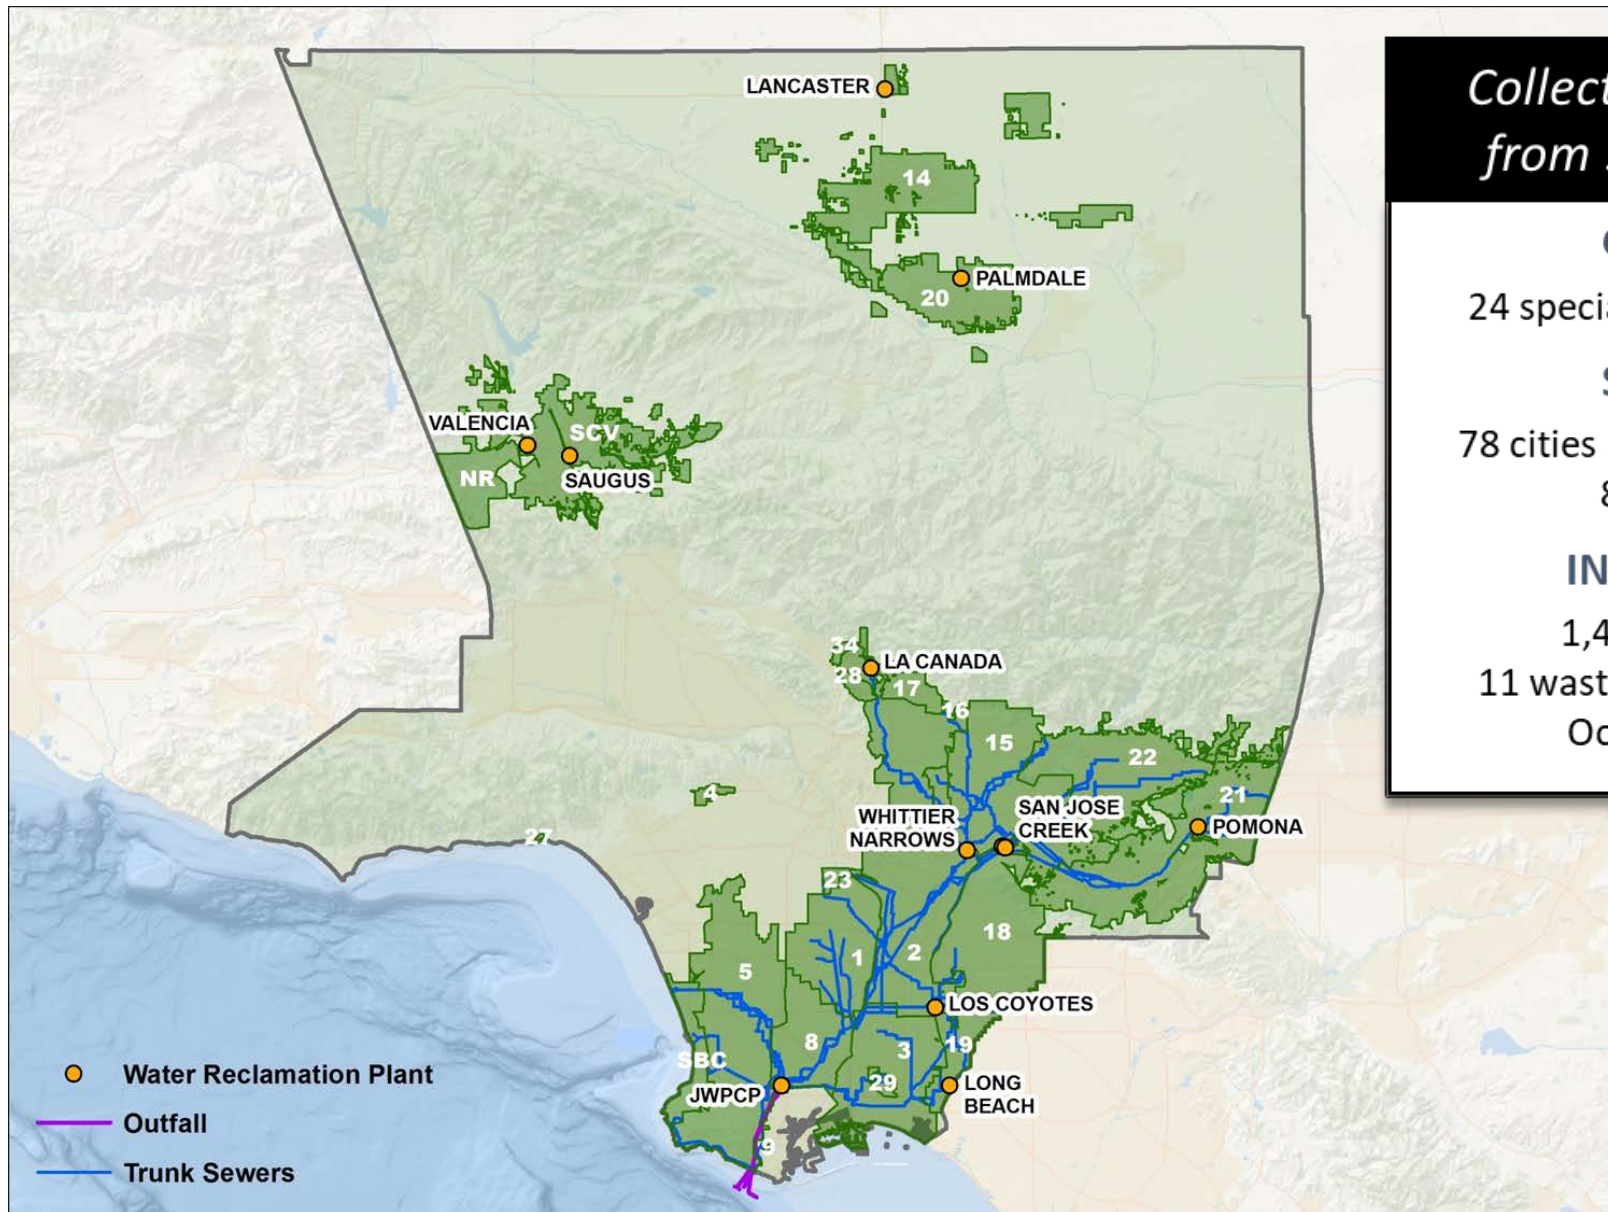 LANCASTER
14
PALMDALE
20
VALENCIA
SCV
NR
SAUGUS
34
LA CANADA
28
17
16
15
22
4
21
SAN JOSE
CREEK
WHITTIER
NARROWS
POMONA
27
23
18
1
2
5
LOS COYOTES
8
3
19
SBC
29
JWPCP
LONG
BEACH
9
Water Reclamation Plant
Outfall
Trunk Sewers
Collect
from
24 speci
78 cities
8
IN
1,4
11 wast
Oc